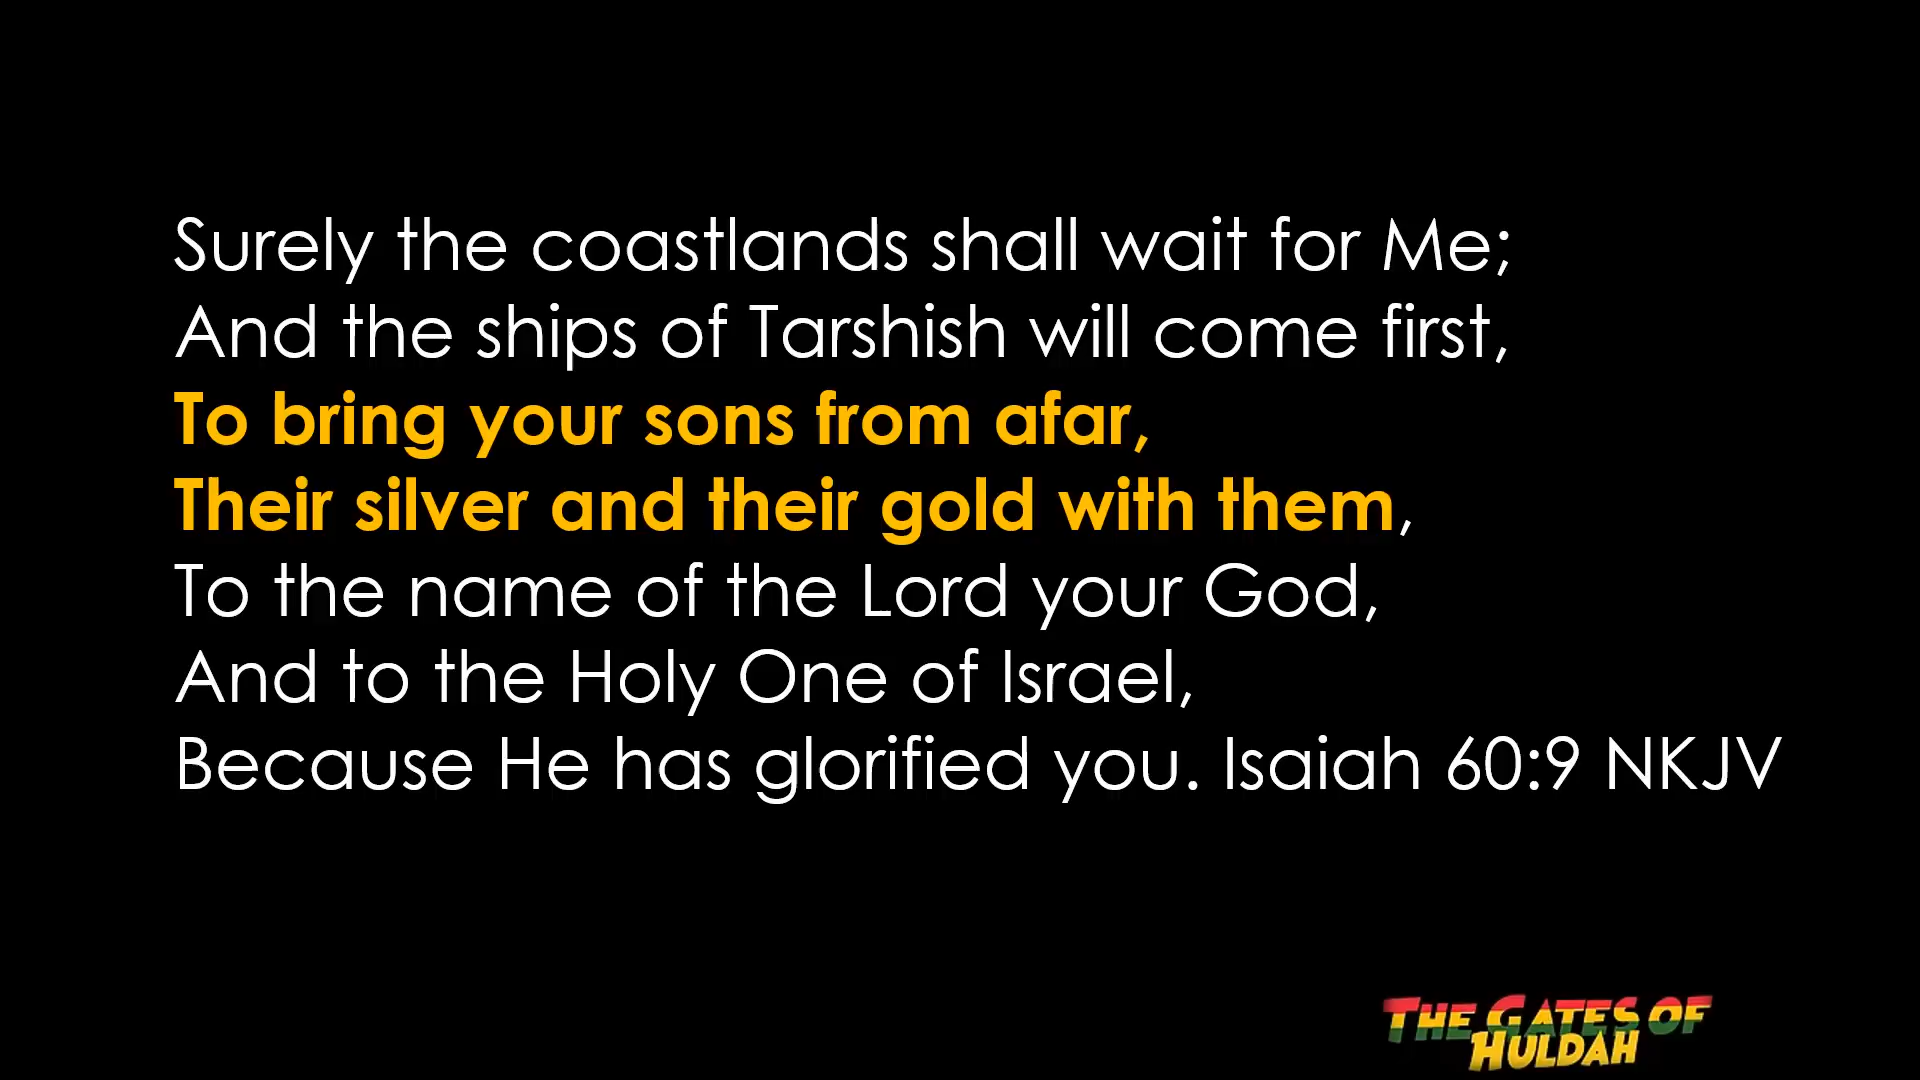 Surely the coastlands shall wait for Me;
And the ships of Tarshish will come first,
To bring your sons from afar,
Their silver and their gold with them,
To the name of the Lord your God,
And to the Holy One of Israel,
Because He has glorified you. Isaiah 60:9 NKJV
THE GATES OF
HULDAH